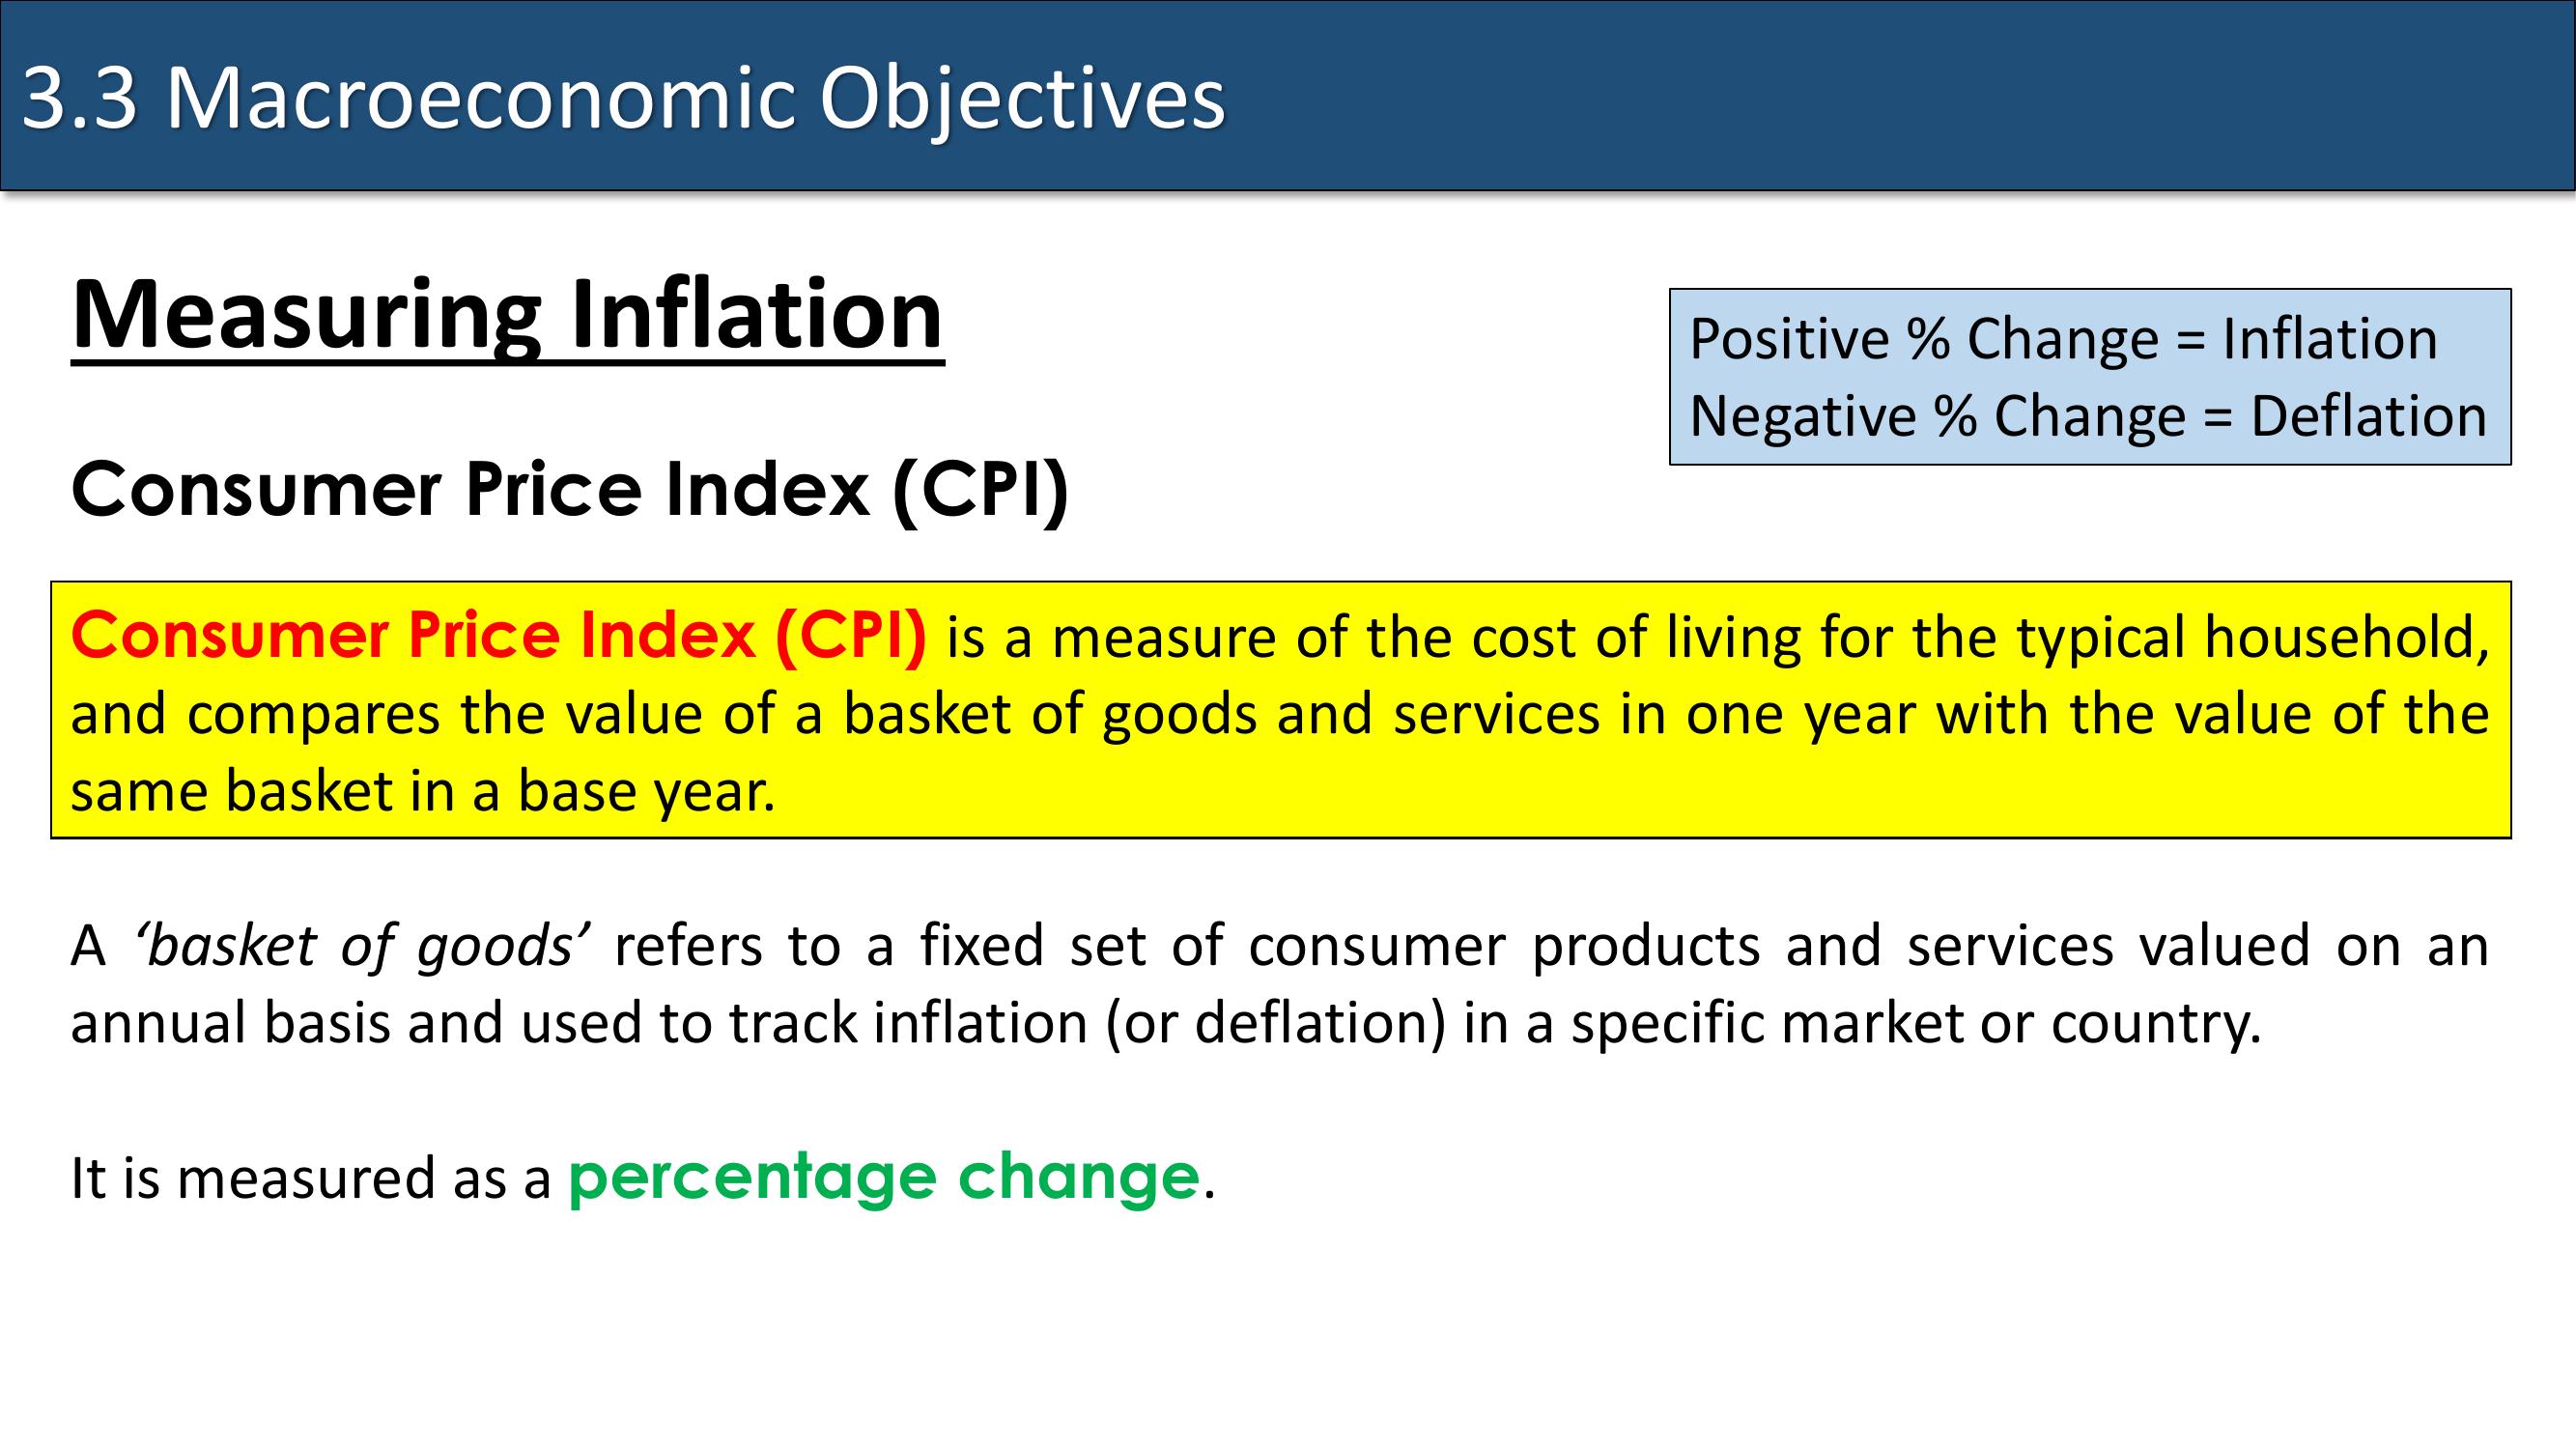 3.3 Macroeconomic Objectives
Measuring Inflation
Positive % Change = Inflation
Negative % Change = Deflation
Consumer Price Index (CPI)
Consumer Price Index (CPI) is a measure of the cost of living for the typical household,
and compares the value of a basket of goods and services in one year with the value of the
same basket in a base year.
A ‘basket of goods’ refers to a fixed set of consumer products and services valued on an
annual basis and used to track inflation (or deflation) in a specific market or country.
It is measured as a percentage change.